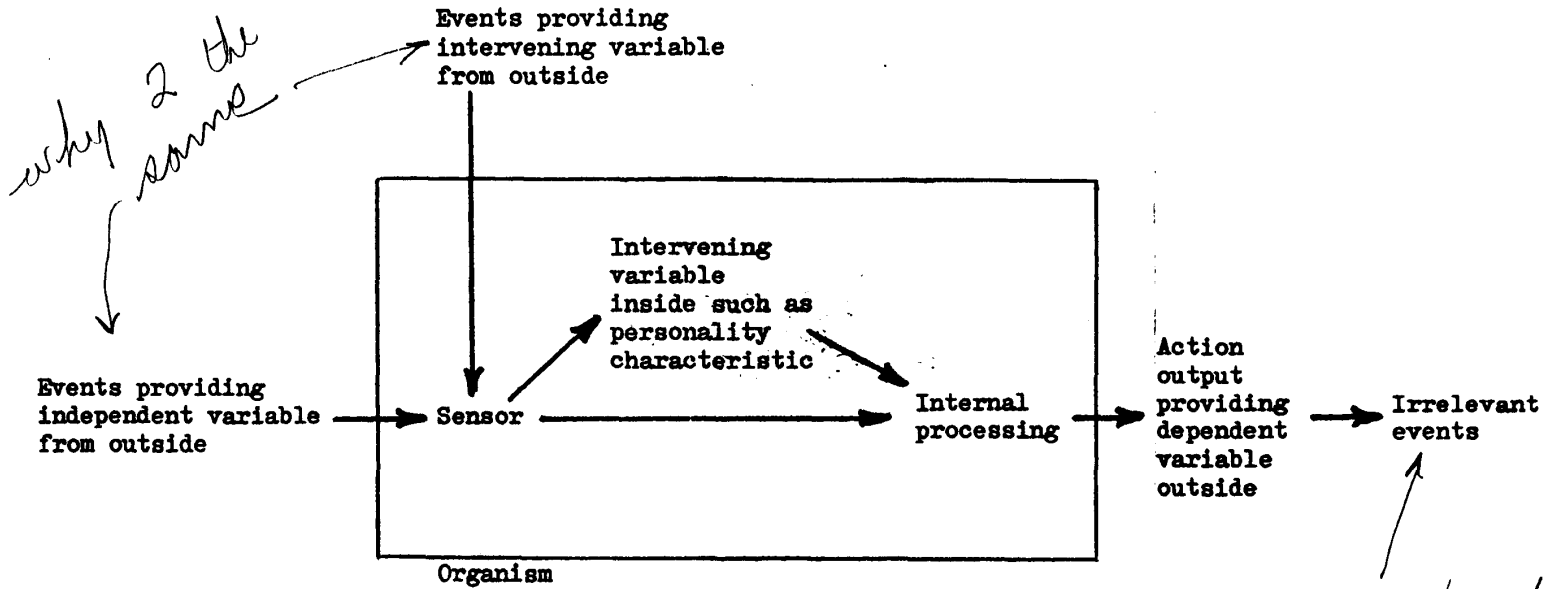 Events providing
intervening variable
from outside
why 2 the
same
Intervening
variable
inside such as
personality
characteristic
Events providing
independent variable
from outside
Sensor
Internal
processing
Action
output
providing
dependent
variable
outside
Irrelevant
events
Organism